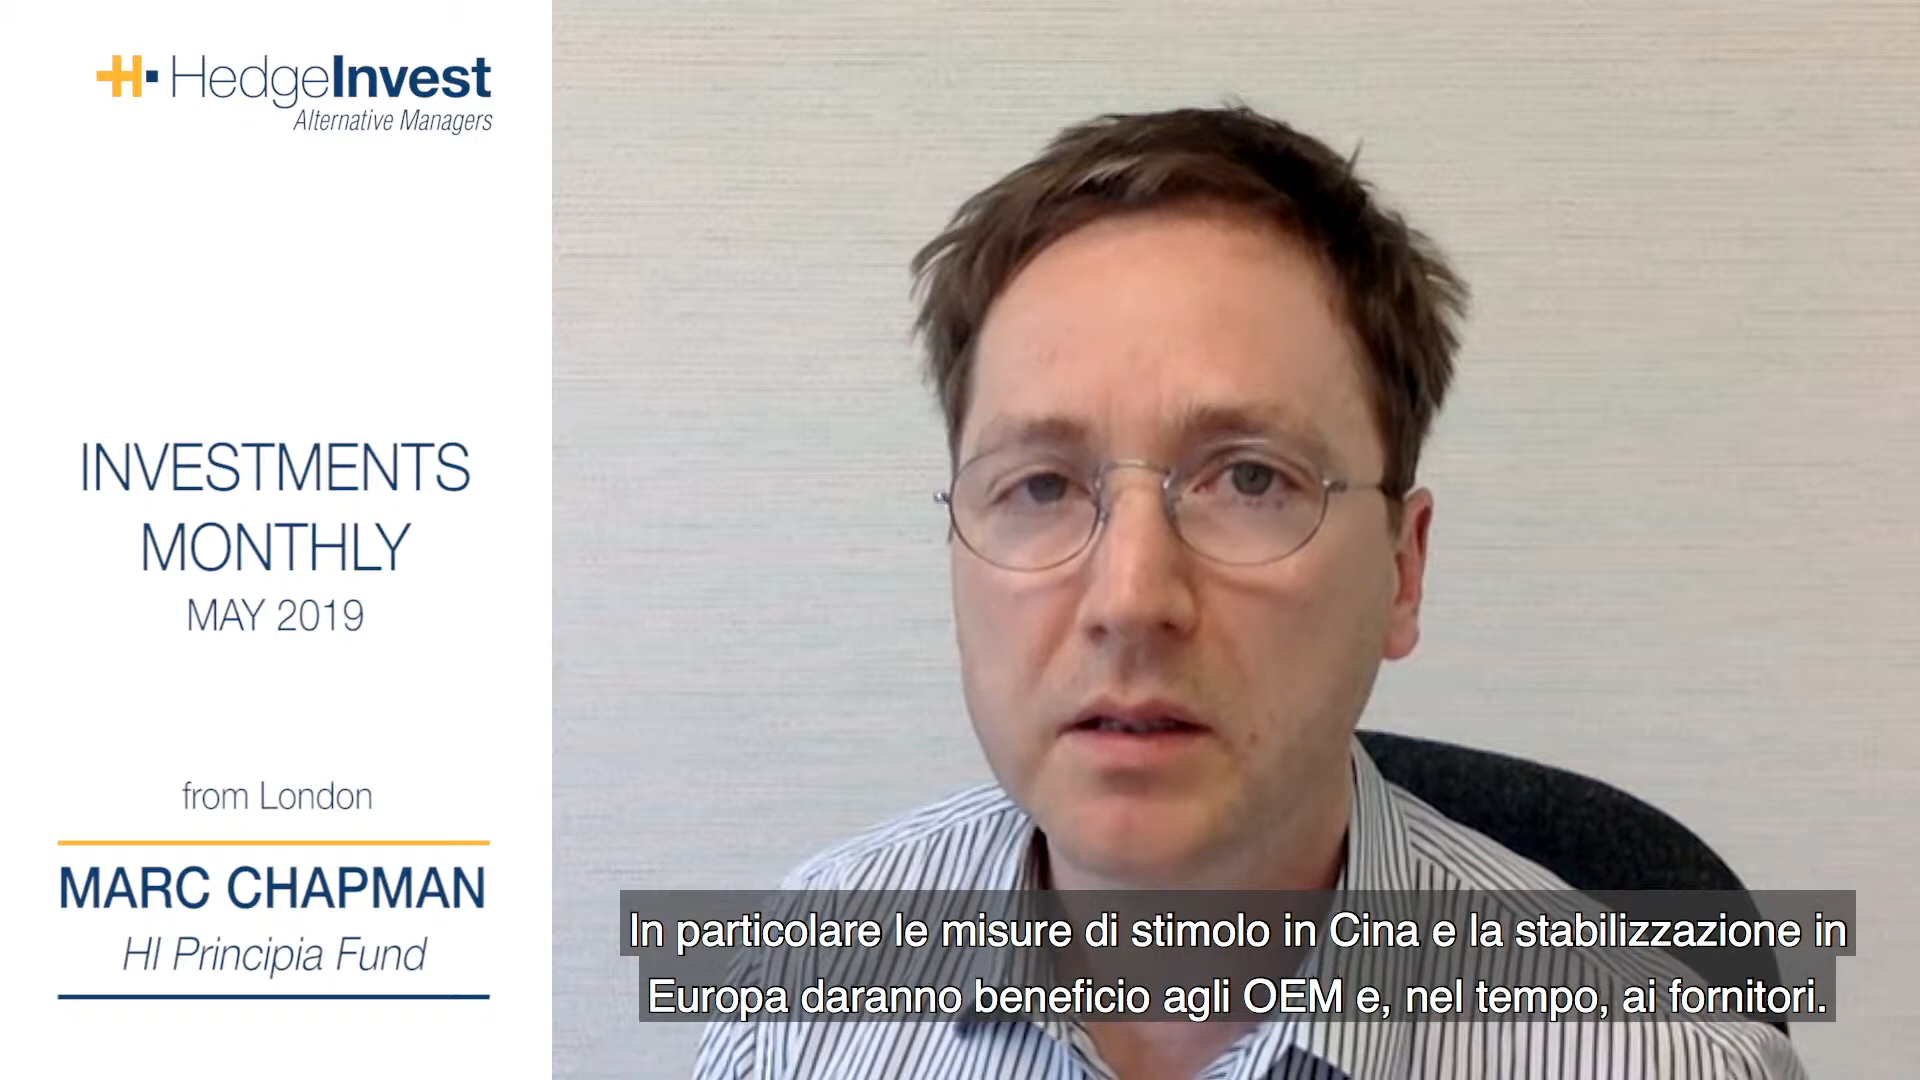 HedgeInvest
Alternative Managers
INVESTMENTS
MONTHLY
MAY 2019
from London
MARC CHAPMAN
HI Principia Fund
In particolare le misure di stimolo in Cina e la stabilizzazione in
Europa daranno beneficio agli OEM e, nel tempo, ai fornitori.